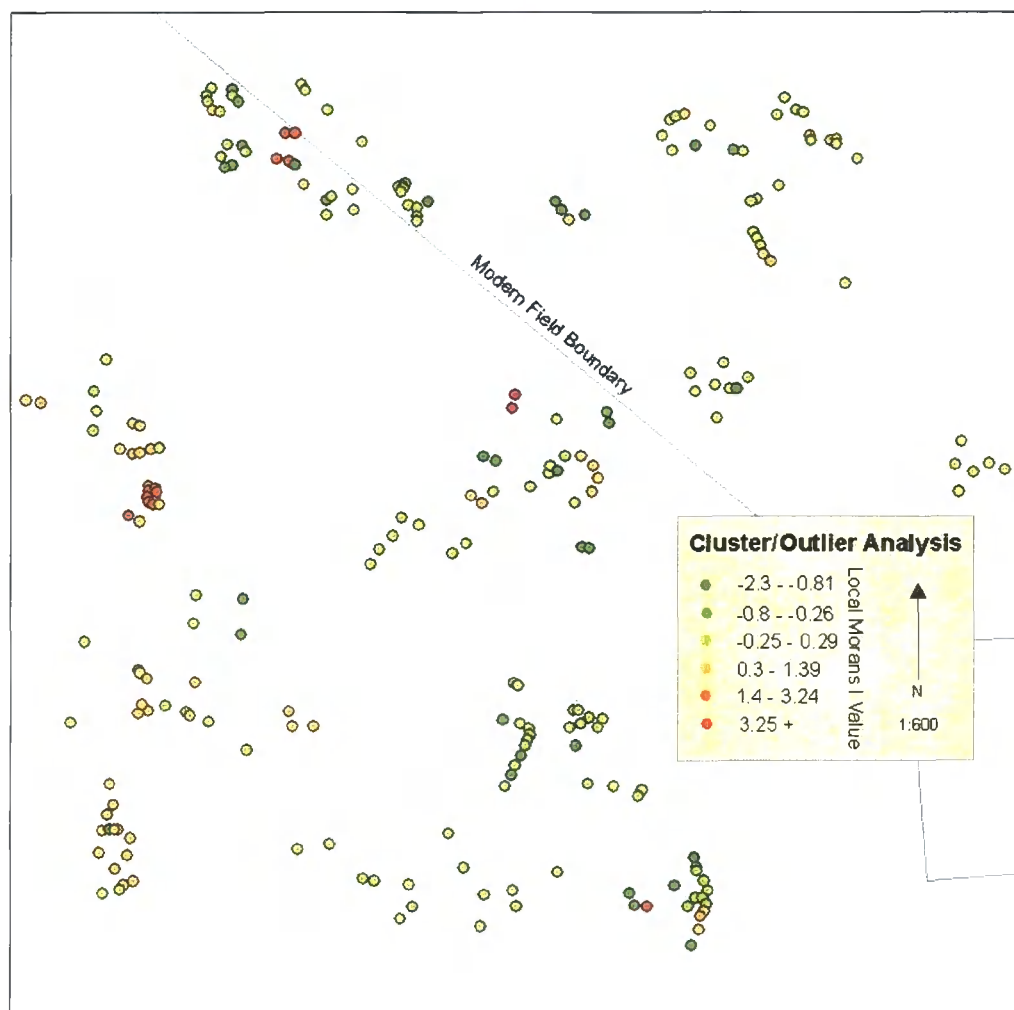 Modern Field Boundary
Cluster/Outlier Analysis
-2.3 - -0.81
-0.8 - -0.26
-0.25 - 0.29
0.3 - 1.39
1.4 - 3.24
3.25 +
Local Morans I Value
N
1:600